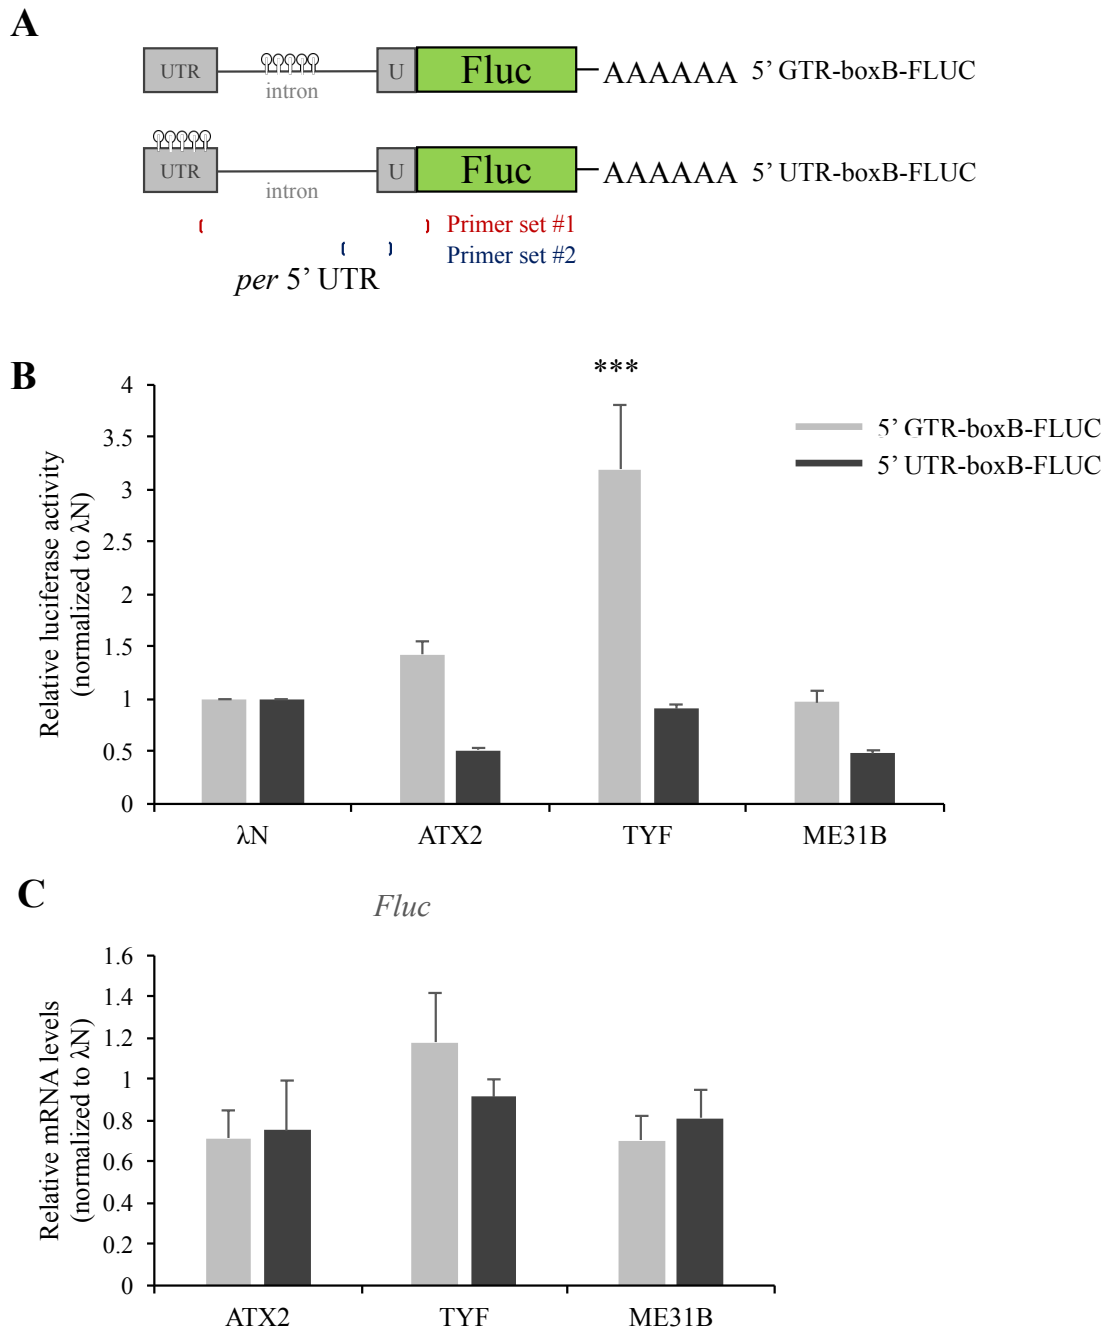 A
UTR
intron
U
Fluc
AAAAAA
5’ GTR-boxB-FLUC
UTR
intron
U
Fluc
AAAAAA
5’ UTR-boxB-FLUC
Primer set #1
Primer set #2
per 5’ UTR
B
***
5’ GTR-boxB-FLUC
5’ UTR-boxB-FLUC
Relative luciferase activity
(normalized to λN)
4
3.5
3
2.5
2
1.5
1
0.5
0
λN
ATX2
TYF
ME31B
C
Fluc
Relative mRNA levels
(normalized to λN)
1.6
1.4
1.2
1
0.8
0.6
0.4
0.2
0
ATX2
TYF
ME31B